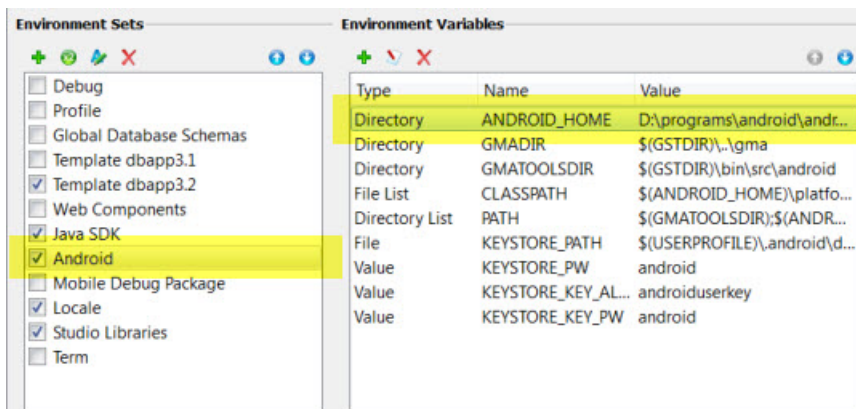 Environment Sets
Debug
Profile
Global Database Schemas
Template dbapp3.1
Template dbapp3.2
Web Components
Java SDK
Android
Mobile Debug Package
Locale
Studio Libraries
Term
Environment Variables
Type Name Value
Directory ANDROID_HOME D:\programs\android\andr...
Directory GMADIR $(GSTDIR)\..\gma
Directory GMATOOLSDIR $(GSTDIR)\bin\src\android
File List CLASSPATH $(ANDROID_HOME)\platfo...
Directory List PATH $(GMATOOLSDIR);$(ANDR...
File KEYSTORE_PATH $(USERPROFILE)\.android\d...
Value KEYSTORE_PW android
Value KEYSTORE_KEY_AL... androiduserkey
Value KEYSTORE_KEY_PW android